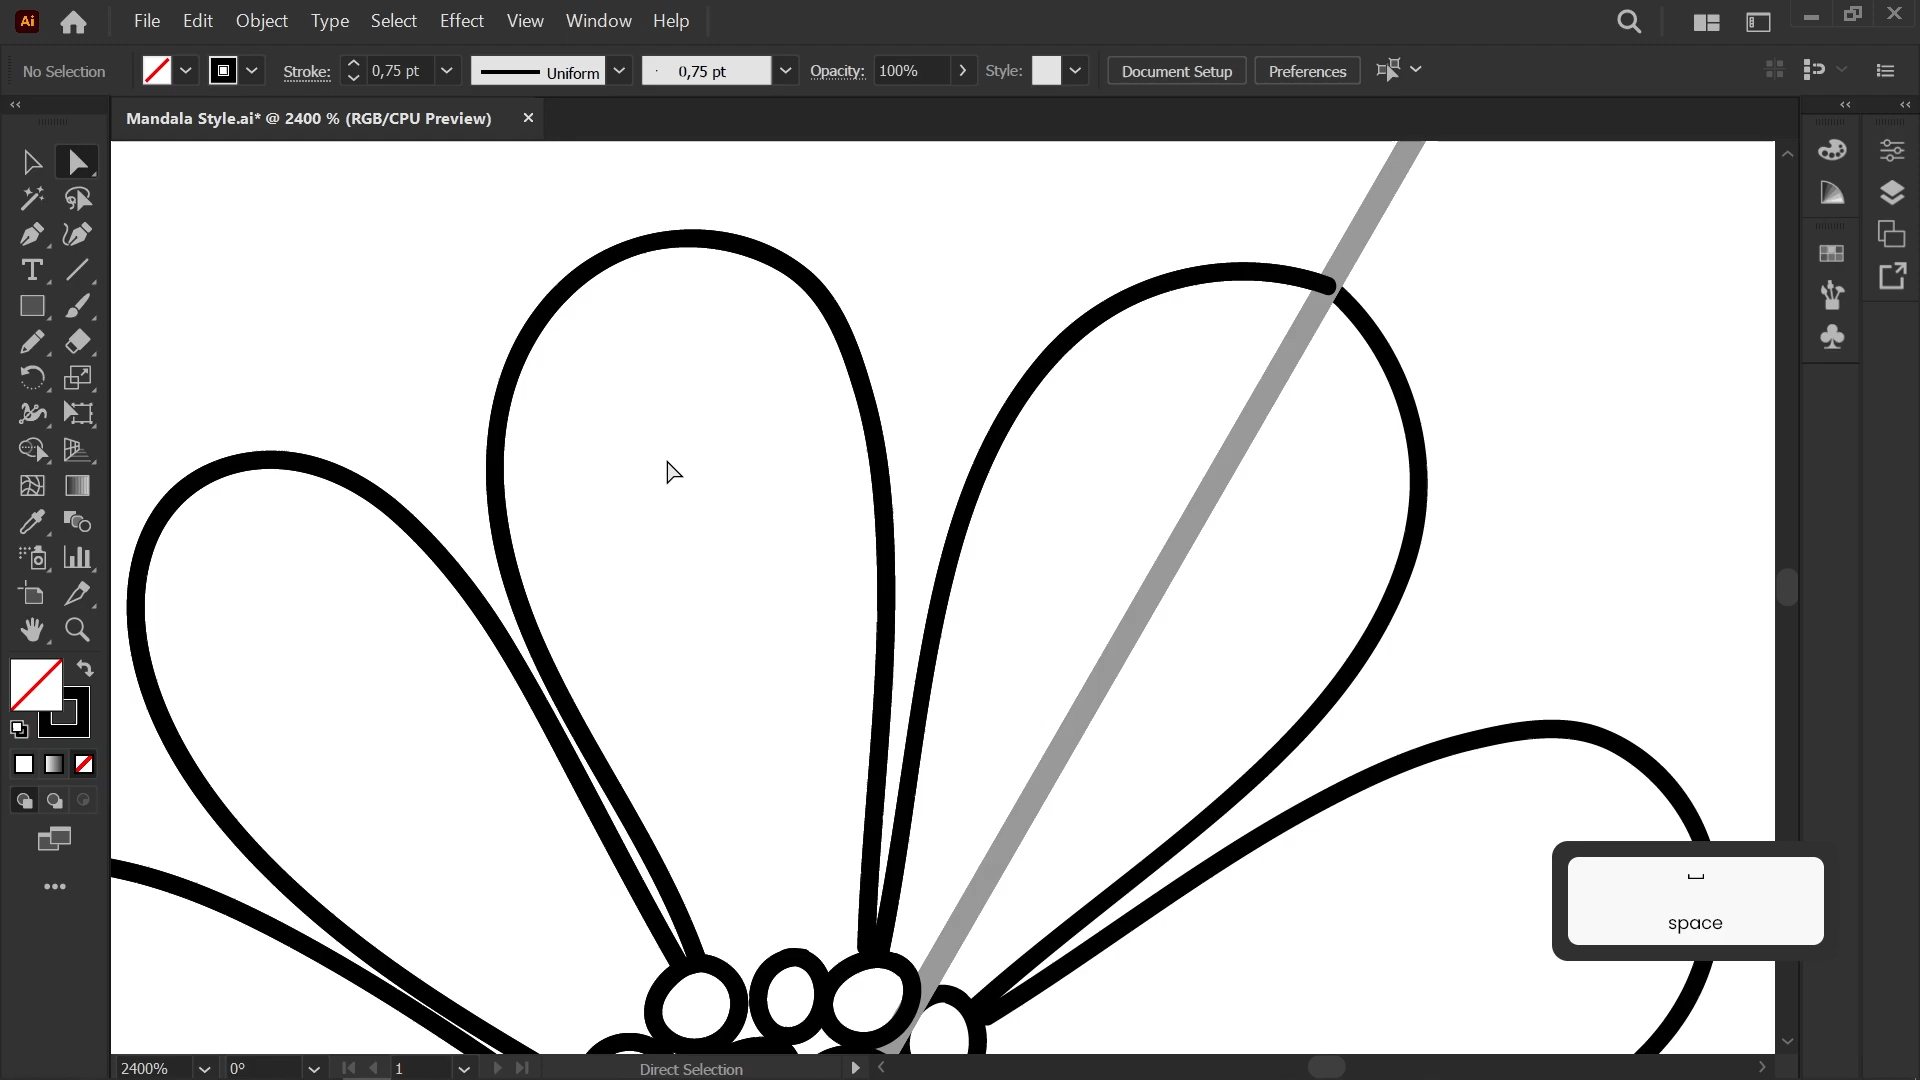 Ai File Edit Object Type Select Effect View Window Help
No Selection Stroke: 0,75 pt Uniform 0,75 pt Opacity: 100% Style: Document Setup Preferences
Mandala Style.ai* @ 2400 % (RGB/CPU Preview)
space
2400% 0° 1 Direct Selection